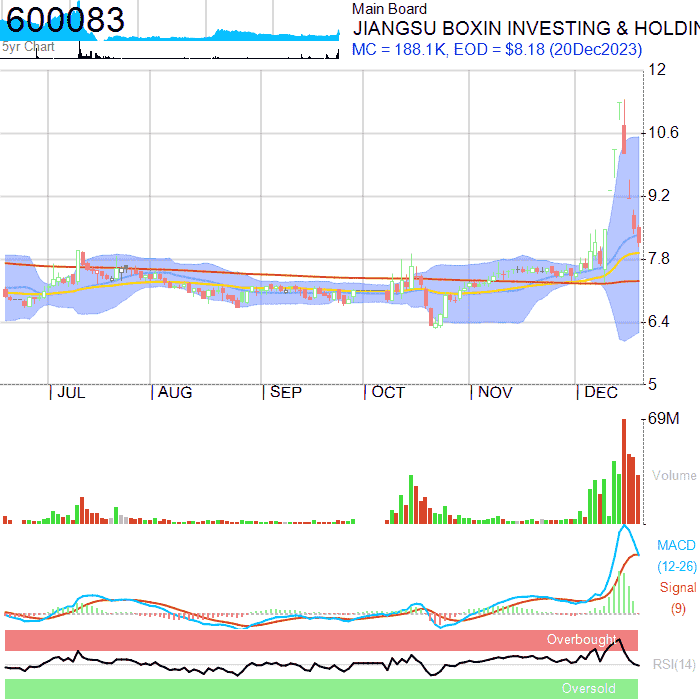 600083
5yr Chart
Main Board
JIANGSU BOXIN INVESTING & HOLDIN
MC = 188.1K, EOD = $8.18 (20Dec2023)
12
10.6
9.2
7.8
6.4
5
JUL AUG SEP OCT NOV DEC
69M
Volume
MACD
(12-26)
Signal
(9)
Overbought
RSI(14)
Oversold